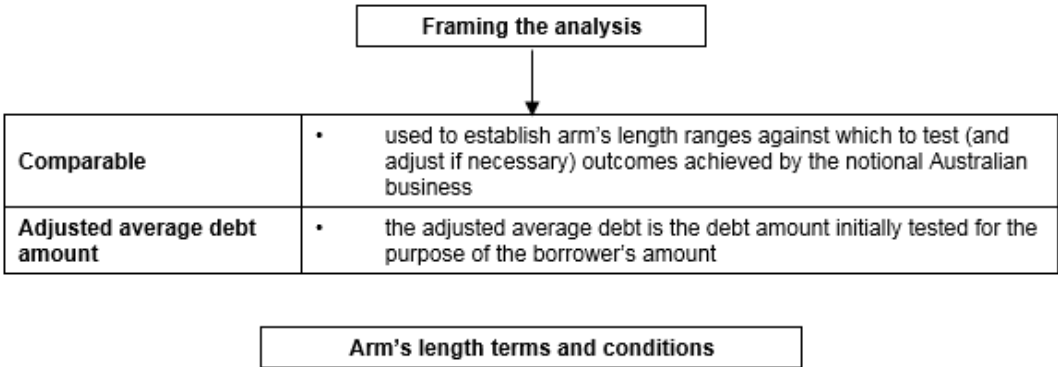 Framing the analysis
Comparable
• used to establish arm's length ranges against which to test (and
adjust if necessary) outcomes achieved by the notional Australian
business
Adjusted average debt
amount
• the adjusted average debt is the debt amount initially tested for the
purpose of the borrower's amount
Arm's length terms and conditions